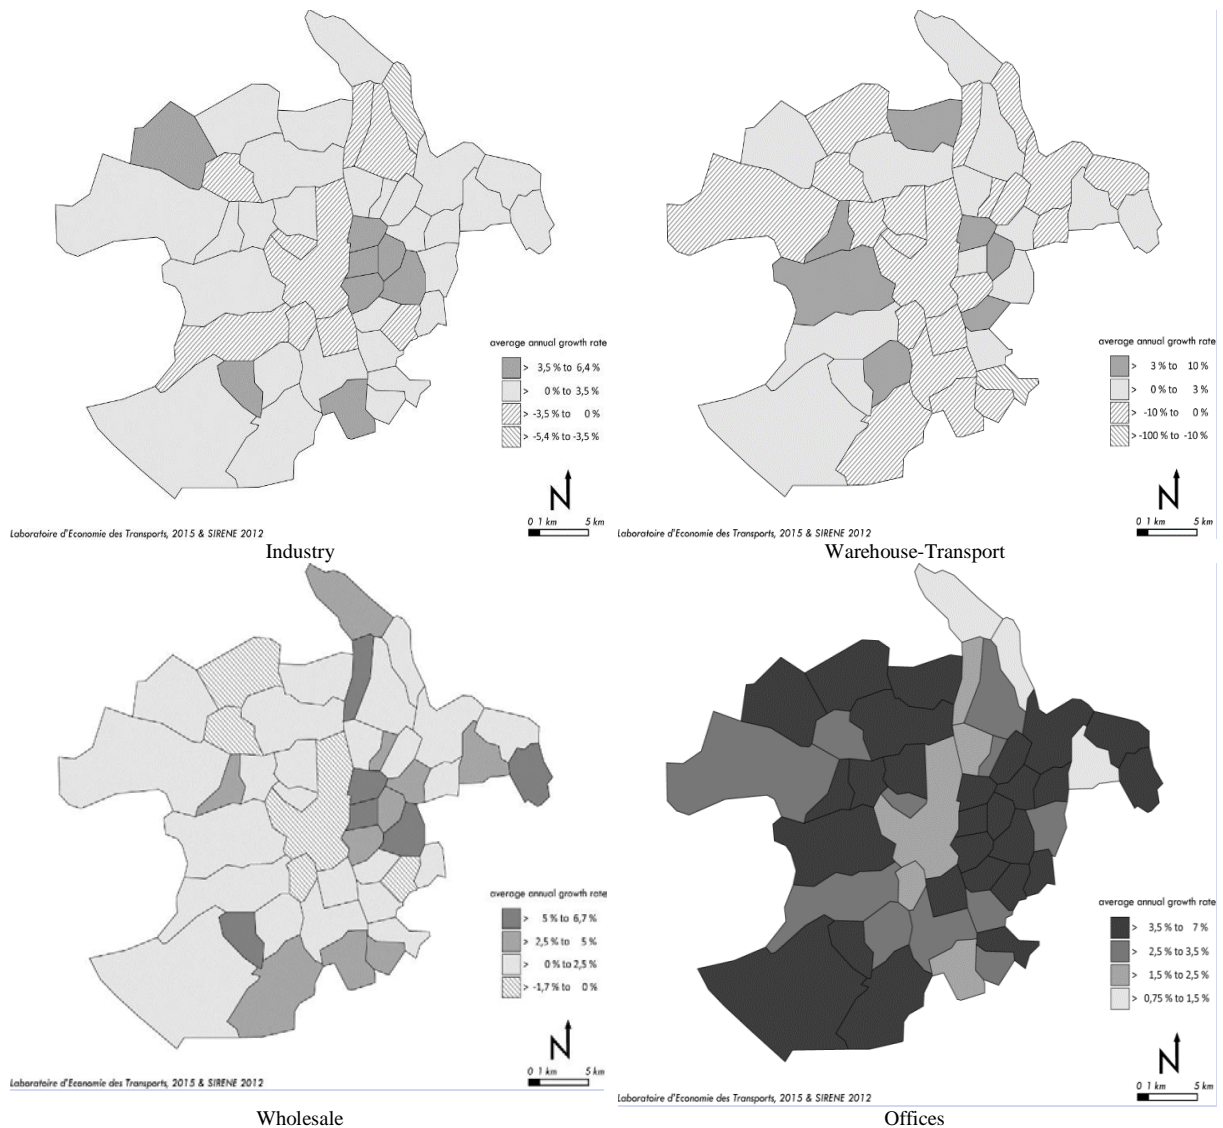 average annual growth rate
> 3,5 % to 6,4 %
> 0 % to 3,5 %
> -3,5 % to 0 %
> -5,4 % to -3,5 %
N
0 1 km 5 km
Laboratoire d'Economie des Transports, 2015 & SIRENE 2012
Industry
average annual growth rate
> 3 % to 10 %
> 0 % to 3 %
> -10 % to 0 %
> -100 % to -10 %
N
0 1 km 5 km
Laboratoire d'Economie des Transports, 2015 & SIRENE 2012
Warehouse-Transport
average annual growth rate
> 5 % to 6,7 %
> 2,5 % to 5 %
> 0 % to 2,5 %
> -1,7 % to 0 %
N
0 1 km 5 km
Laboratoire d'Economie des Transports, 2015 & SIRENE 2012
Wholesale
average annual growth rate
> 3,5 % to 7 %
> 2,5 % to 3,5 %
> 1,5 % to 2,5 %
> 0,75 % to 1,5 %
N
0 1 km 5 km
Laboratoire d'Economie des Transports, 2015 & SIRENE 2012
Offices